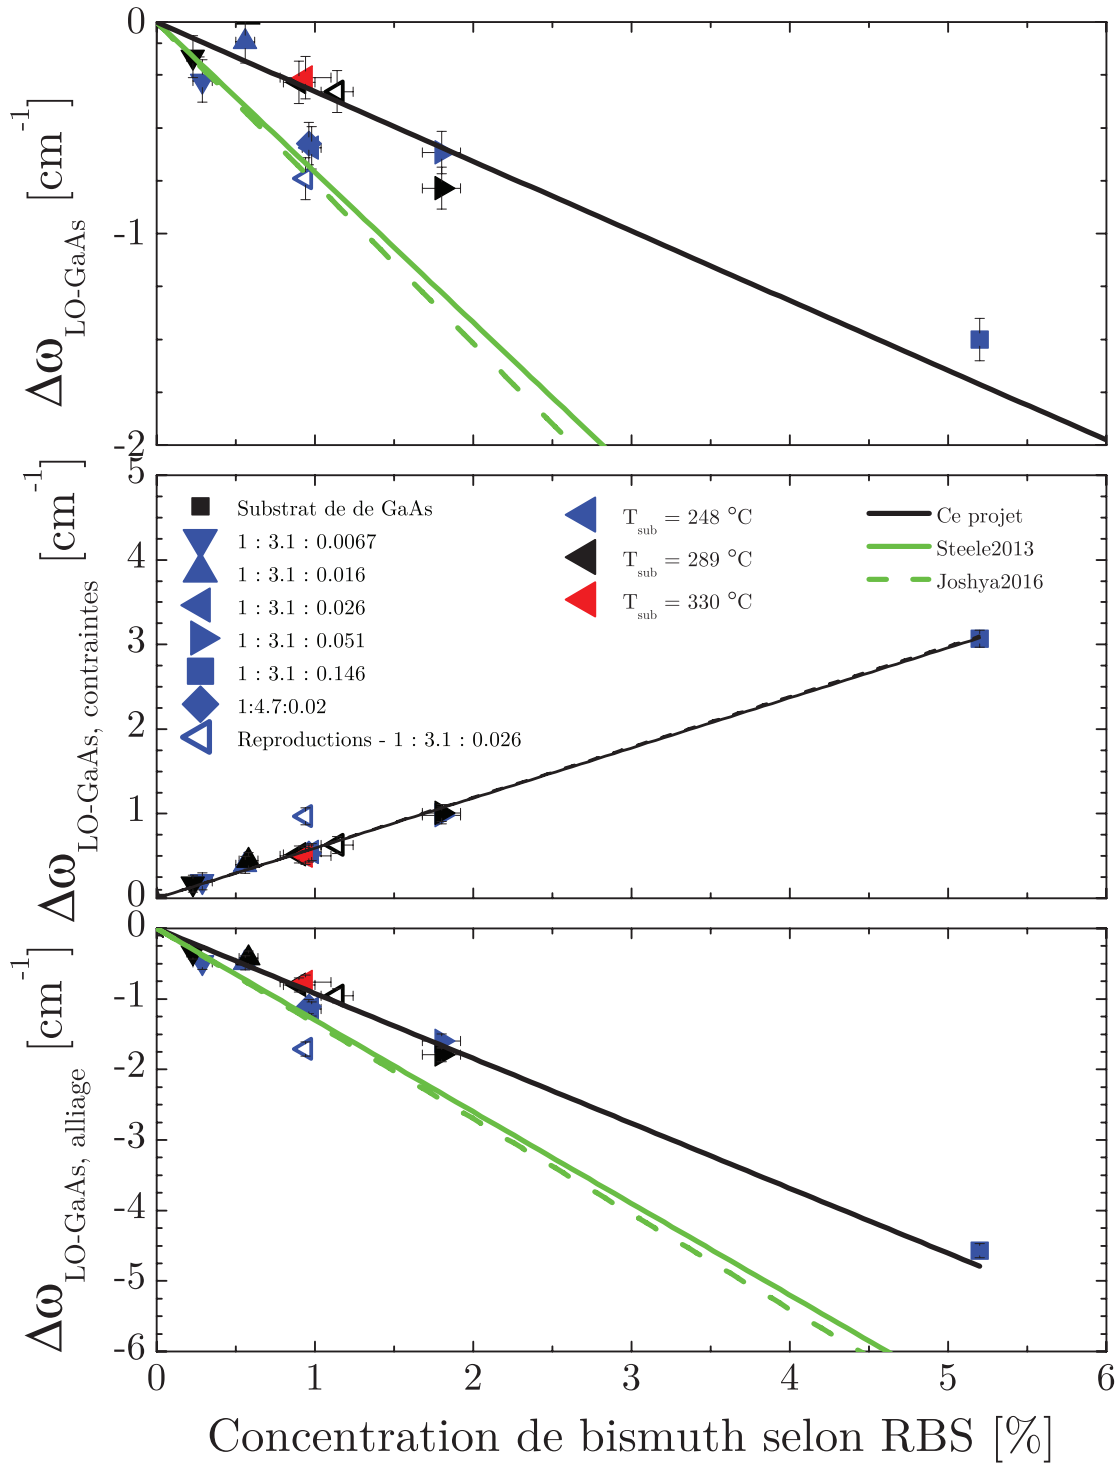 0
-1
-2
Δω LO-GaAs [cm-1]
5
4
3
2
1
0
Δω LO-GaAs, contraintes [cm-1]
Substrat de de GaAs
1 : 3.1 : 0.0067
1 : 3.1 : 0.016
1 : 3.1 : 0.026
1 : 3.1 : 0.051
1 : 3.1 : 0.146
1:4.7:0.02
Reproductions - 1 : 3.1 : 0.026
Tsub = 248 °C
Tsub = 289 °C
Tsub = 330 °C
Ce projet
Steele2013
Joshya2016
0
-1
-2
-3
-4
-5
-6
Δω LO-GaAs, alliage [cm-1]
0 1 2 3 4 5 6
Concentration de bismuth selon RBS [%]